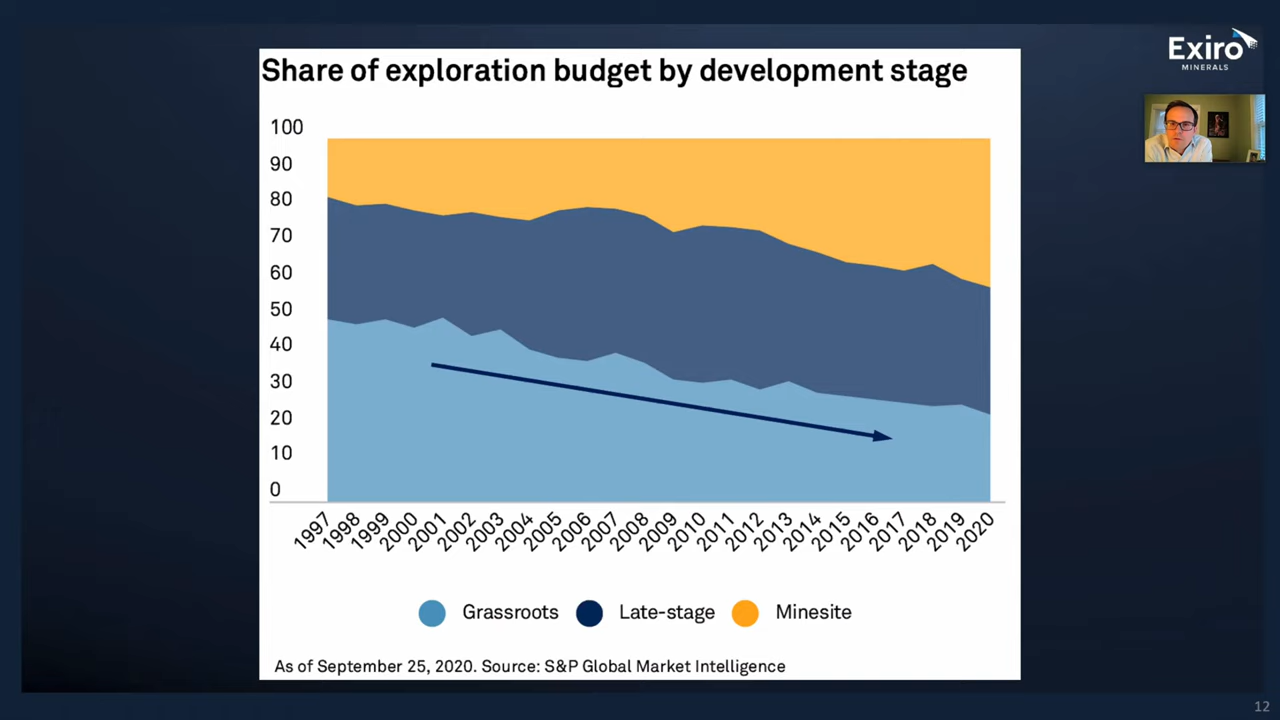 Exiro
MINERALS
Share of exploration budget by development stage
100
90
80
70
60
50
40
30
20
10
0
1997 1998 1999 2000 2001 2002 2003 2004 2005 2006 2007 2008 2009 2010 2011 2012 2013 2014 2015 2016 2017 2018 2019 2020
Grassroots Late-stage Minesite
As of September 25, 2020. Source: S&P Global Market Intelligence
12